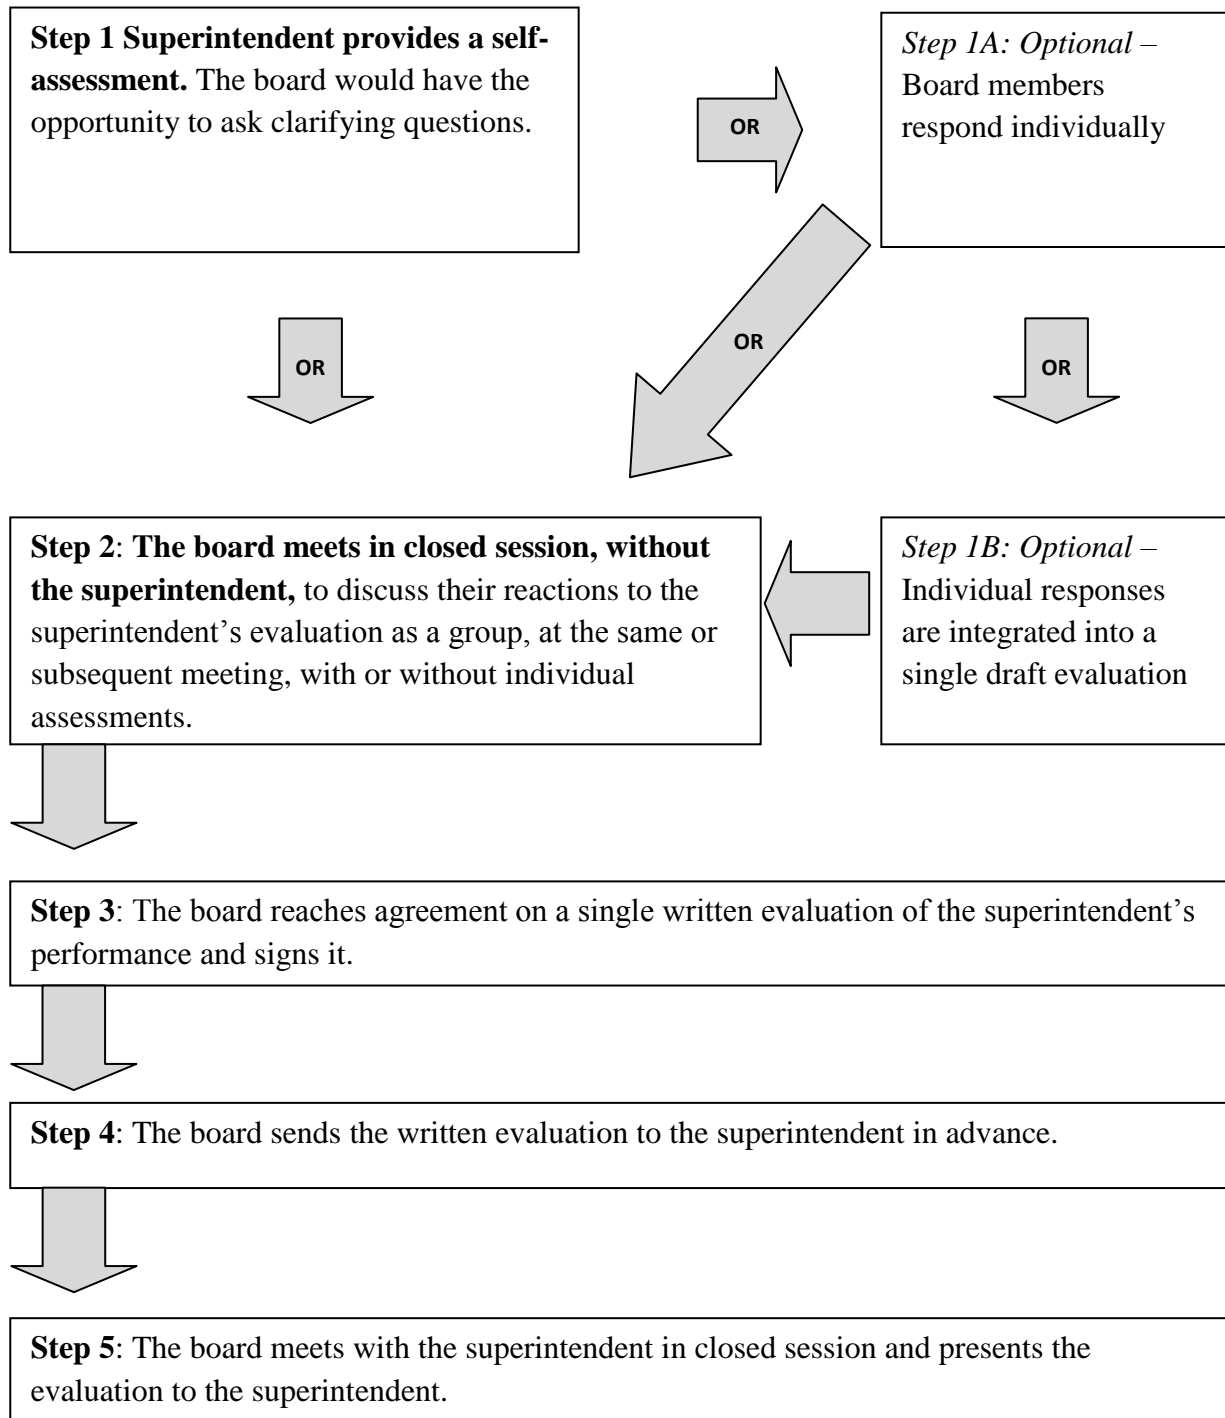 Step 1 Superintendent provides a self-
assessment. The board would have the
opportunity to ask clarifying questions.
OR
Step 1A: Optional –
Board members
respond individually
OR
OR
OR
Step 2: The board meets in closed session, without
the superintendent, to discuss their reactions to the
superintendent’s evaluation as a group, at the same or
subsequent meeting, with or without individual
assessments.
Step 1B: Optional –
Individual responses
are integrated into a
single draft evaluation
Step 3: The board reaches agreement on a single written evaluation of the superintendent’s
performance and signs it.
Step 4: The board sends the written evaluation to the superintendent in advance.
Step 5: The board meets with the superintendent in closed session and presents the
evaluation to the superintendent.